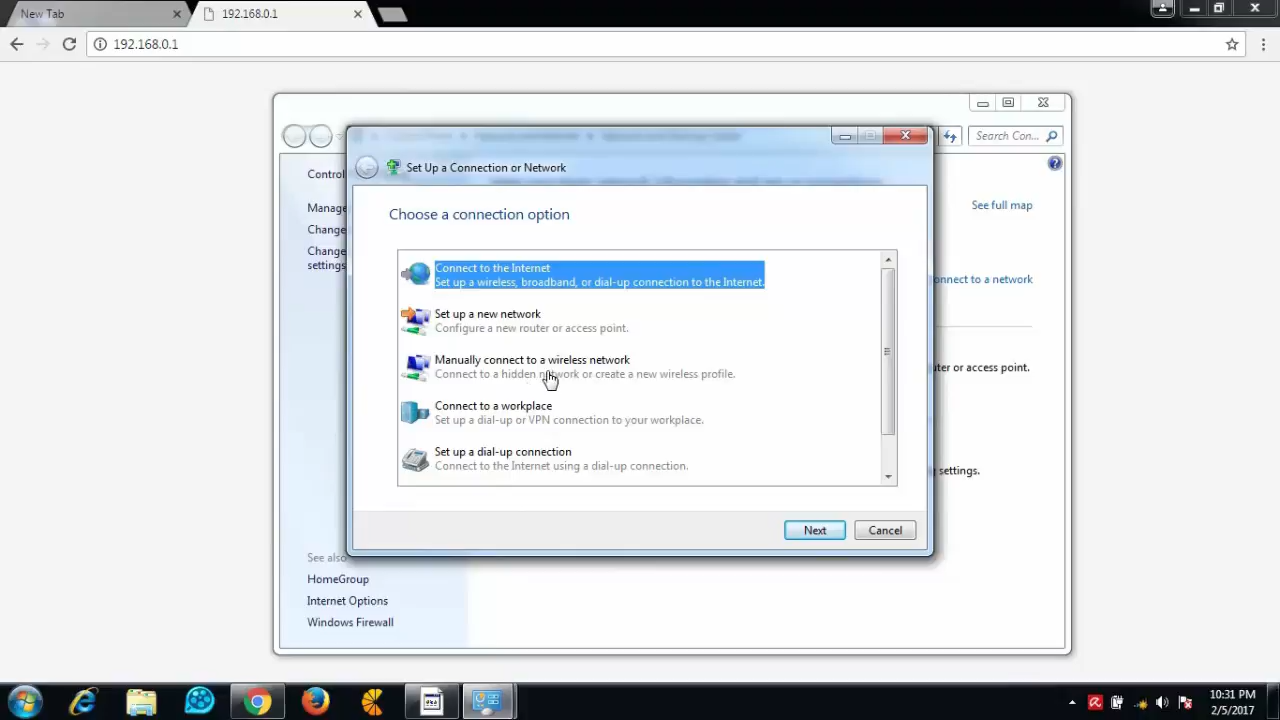 New Tab
192.168.0.1
192.168.0.1
Search Con...
Set Up a Connection or Network
Control
Manage
Change
Change
settings
See full map
Choose a connection option
Connect to the Internet
Set up a wireless, broadband, or dial-up connection to the Internet.
onnect to a network
Set up a new network
Configure a new router or access point.
Manually connect to a wireless network
Connect to a hidden network or create a new wireless profile.
ter or access point.
Connect to a workplace
Set up a dial-up or VPN connection to your workplace.
Set up a dial-up connection
Connect to the Internet using a dial-up connection.
settings.
Next
Cancel
See also
HomeGroup
Internet Options
Windows Firewall
10:31 PM
2/5/2017